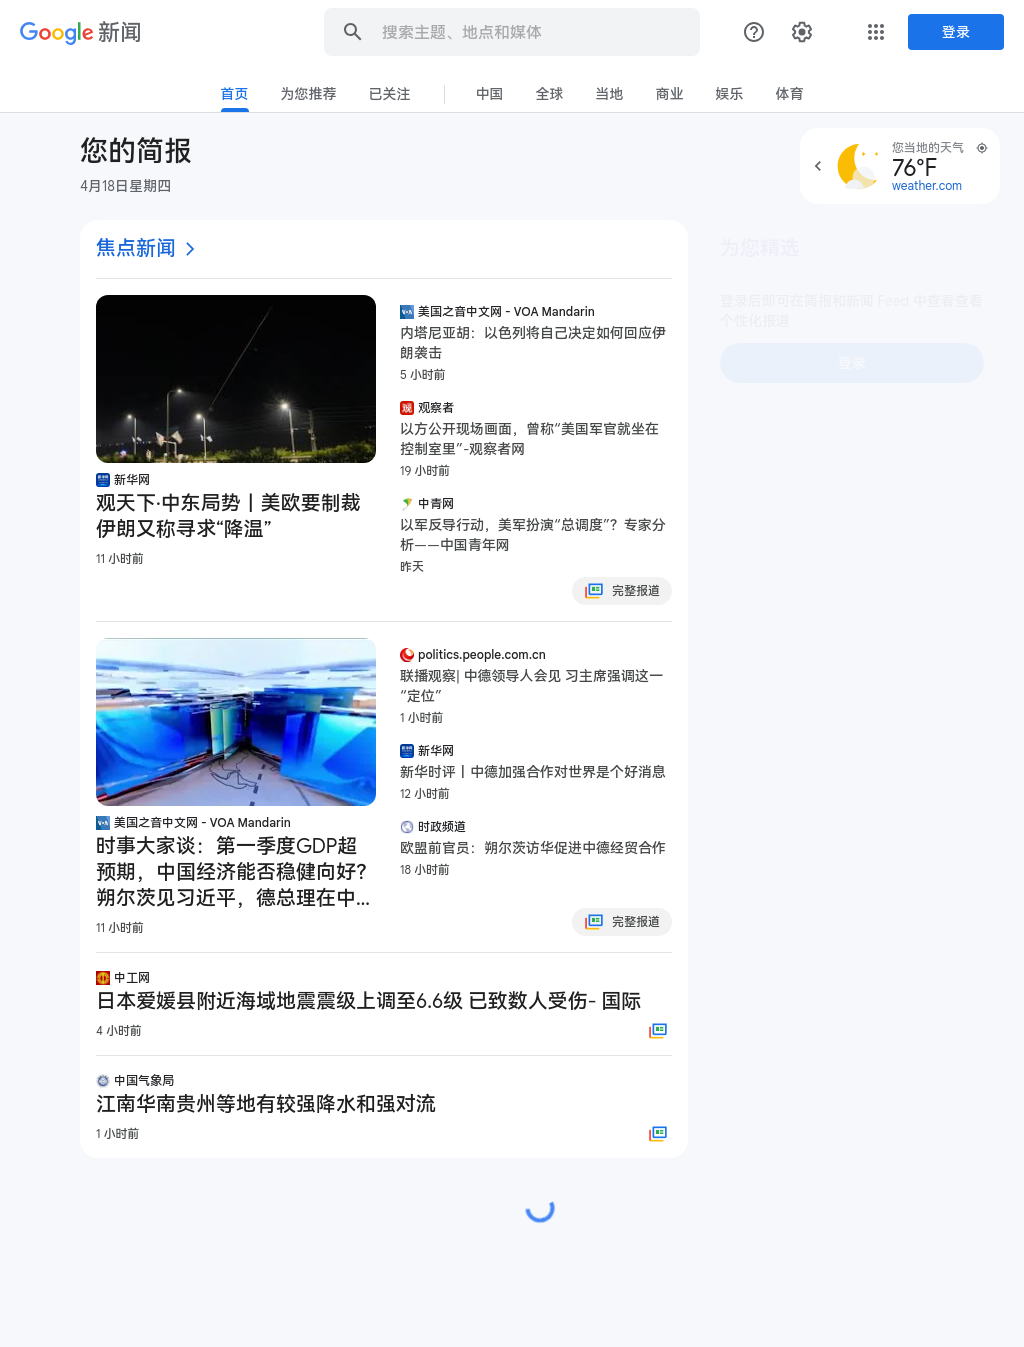 Google 新闻
搜索主题、地点和媒体
登录
首页
为您推荐
已关注
中国
全球
当地
商业
娱乐
体育
您的简报
4月18日星期四
您当地的天气
76°F
weather.com
焦点新闻
新华网
观天下·中东局势丨美欧要制裁
伊朗又称寻求“降温”
11 小时前
美国之音中文网 - VOA Mandarin
内塔尼亚胡：以色列将自己决定如何回应伊
朗袭击
5 小时前
观察者
以方公开现场画面，曾称“美国军官就坐在
控制室里”-观察者网
19 小时前
中青网
以军反导行动，美军扮演“总调度”？专家分
析——中国青年网
昨天
完整报道
为您精选
登录后即可在简报和新闻 Feed 中查看查看
个性化报道
登录
美国之音中文网 - VOA Mandarin
时事大家谈：第一季度GDP超
预期，中国经济能否稳健向好?
朔尔茨见习近平，德总理在中...
11 小时前
politics.people.com.cn
联播观察| 中德领导人会见 习主席强调这一
“定位”
1 小时前
新华网
新华时评丨中德加强合作对世界是个好消息
12 小时前
时政频道
欧盟前官员：朔尔茨访华促进中德经贸合作
18 小时前
完整报道
中工网
日本爱媛县附近海域地震震级上调至6.6级 已致数人受伤- 国际
4 小时前
中国气象局
江南华南贵州等地有较强降水和强对流
1 小时前